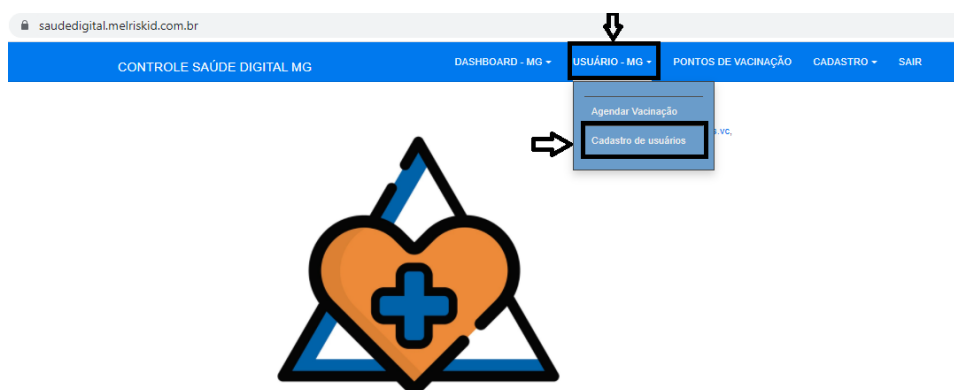 saudedigital.melriskid.com.br
CONTROLE SAÚDE DIGITAL MG
DASHBOARD - MG
USUÁRIO - MG
PONTOS DE VACINAÇÃO
CADASTRO
SAIR
Agendar Vacinação
Cadastro de usuários
s.vc,